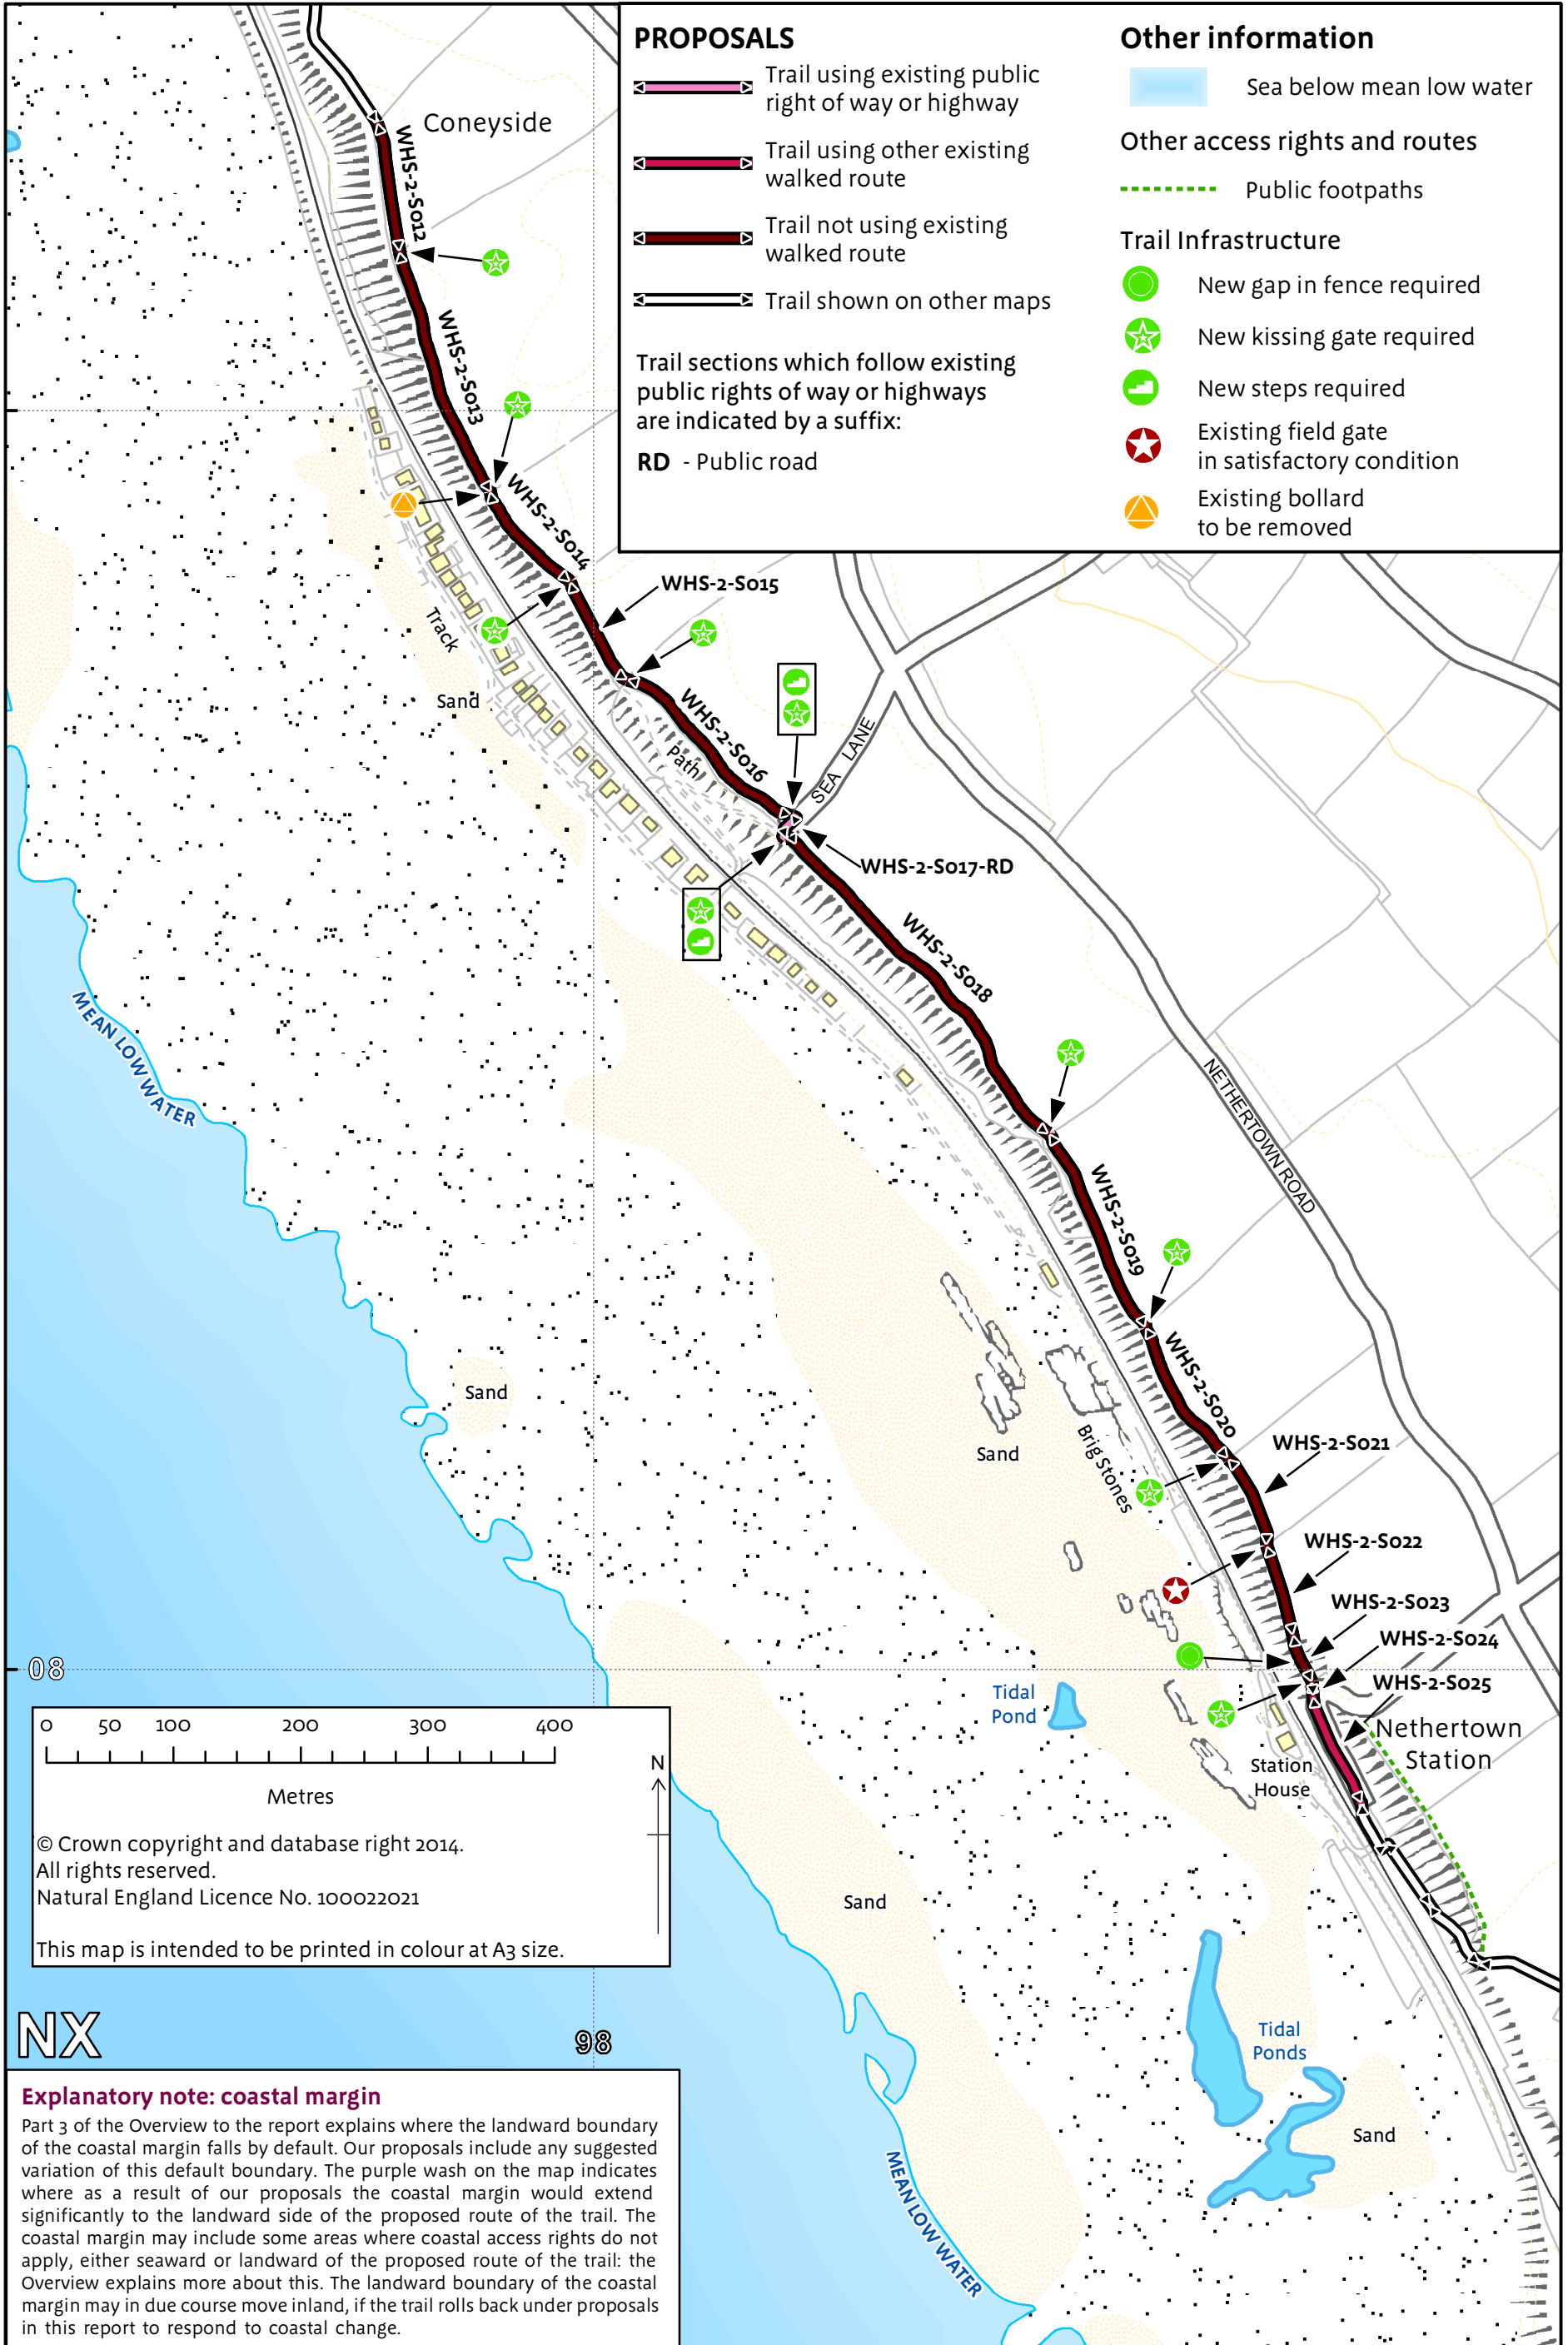 PROPOSALS
Trail using existing public
right of way or highway
Trail using other existing
walked route
Trail not using existing
walked route
Trail shown on other maps
Trail sections which follow existing
public rights of way or highways
are indicated by a suffix:
RD - Public road
Other information
Sea below mean low water
Other access rights and routes
Public footpaths
Trail Infrastructure
New gap in fence required
New kissing gate required
New steps required
Existing field gate
in satisfactory condition
Existing bollard
to be removed
Coneyside
WHS-2-S012
WHS-2-S013
WHS-2-S014
WHS-2-S015
Track
Sand
WHS-2-S016
Path
SEA LANE
WHS-2-S017-RD
WHS-2-S018
MEAN LOW WATER
NETHERTOWN ROAD
WHS-2-S019
WHS-2-S020
Sand
Sand
Brig Stones
WHS-2-S021
WHS-2-S022
WHS-2-S023
WHS-2-S024
WHS-2-S025
08
Tidal
Pond
Nethertown
Station
Station
House
0 50 100 200 300 400
Metres
N
© Crown copyright and database right 2014.
All rights reserved.
Natural England Licence No. 100022021
This map is intended to be printed in colour at A3 size.
Sand
NX
98
Tidal
Ponds
Sand
MEAN LOW WATER
Explanatory note: coastal margin
Part 3 of the Overview to the report explains where the landward boundary
of the coastal margin falls by default. Our proposals include any suggested
variation of this default boundary. The purple wash on the map indicates
where as a result of our proposals the coastal margin would extend
significantly to the landward side of the proposed route of the trail. The
coastal margin may include some areas where coastal access rights do not
apply, either seaward or landward of the proposed route of the trail: the
Overview explains more about this. The landward boundary of the coastal
margin may in due course move inland, if the trail rolls back under proposals
in this report to respond to coastal change.